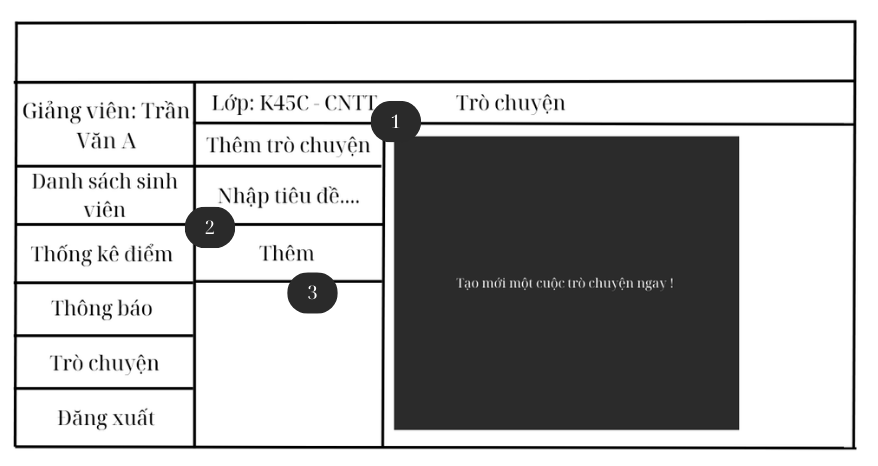 Giảng viên: Trần
Văn A
Danh sách sinh
viên
Thống kê điểm
Thông báo
Trò chuyện
Đăng xuất
Lớp: K45C - CNTT
Trò chuyện
1
Thêm trò chuyện
Nhập tiêu đề....
2
Thêm
3
Tạo mới một cuộc trò chuyện ngay !